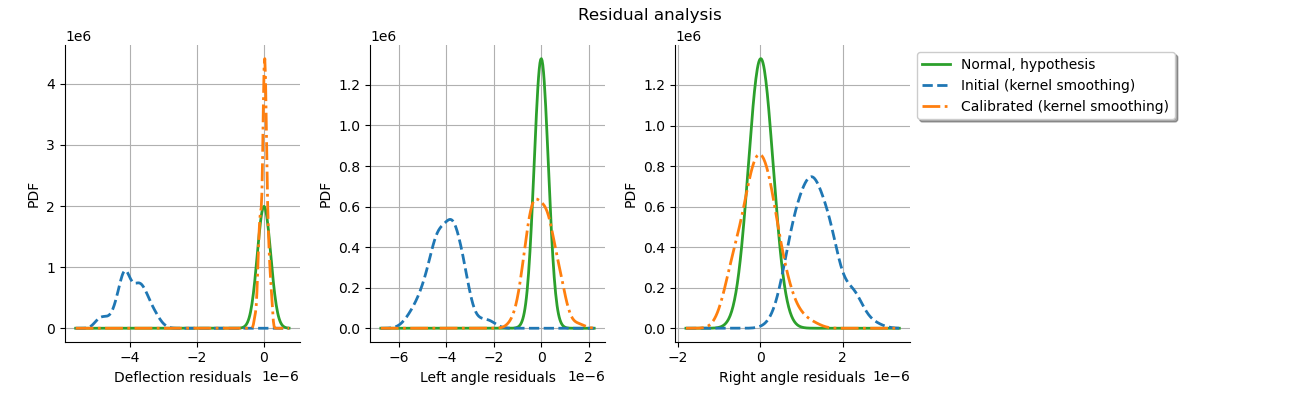 Residual analysis
1e6
PDF
4
3
2
1
0
−4
−2
0
Deflection residuals
1e−6
1e6
PDF
1.2
1.0
0.8
0.6
0.4
0.2
0.0
−6
−4
−2
0
2
Left angle residuals
1e−6
1e6
PDF
1.2
1.0
0.8
0.6
0.4
0.2
0.0
−2
0
2
Right angle residuals
1e−6
Normal, hypothesis
Initial (kernel smoothing)
Calibrated (kernel smoothing)